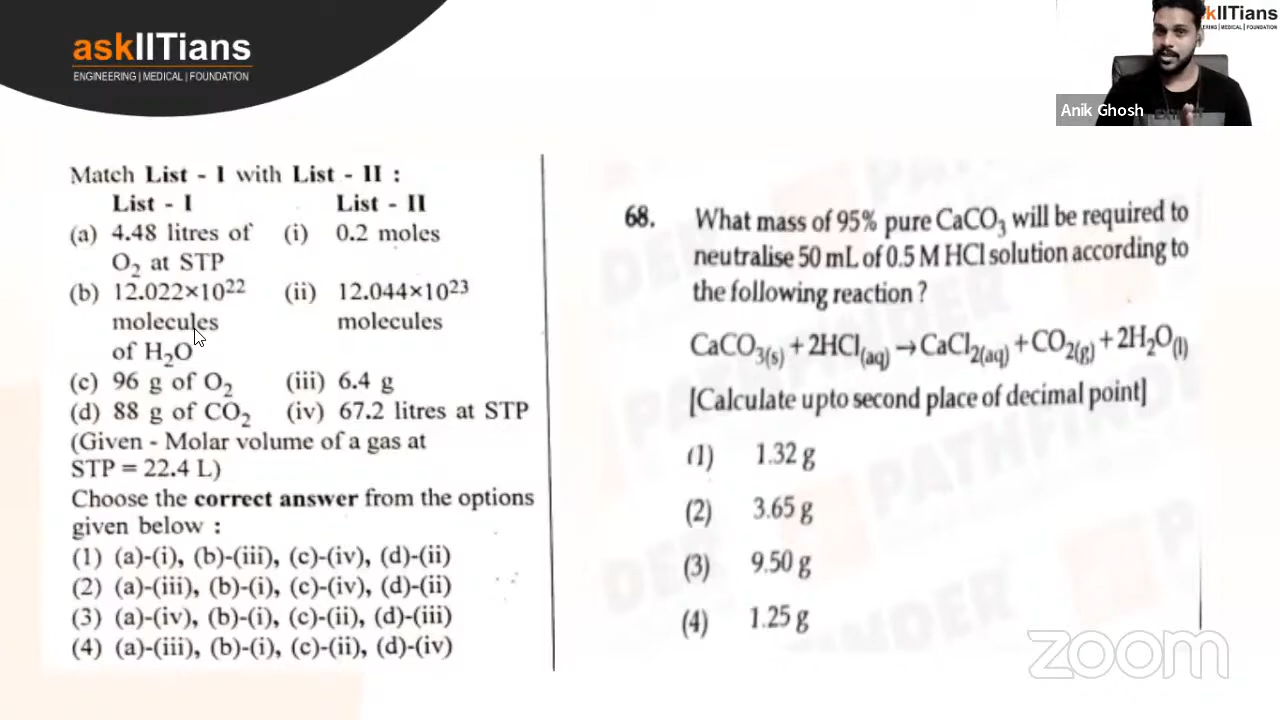 askIITians
ENGINEERING | MEDICAL | FOUNDATION
kIITians
ERING | MEDICAL | FOUNDATION
Anik Ghosh
Match List - I with List - II :
List - I List - II
(a) 4.48 litres of (i) 0.2 moles
O₂ at STP
(b) 12.022×10²² (ii) 12.044×10²³
molecules molecules
of H₂O
(c) 96 g of O₂ (iii) 6.4 g
(d) 88 g of CO₂ (iv) 67.2 litres at STP
(Given - Molar volume of a gas at
STP = 22.4 L)
Choose the correct answer from the options
given below :
(1) (a)-(i), (b)-(iii), (c)-(iv), (d)-(ii)
(2) (a)-(iii), (b)-(i), (c)-(iv), (d)-(ii)
(3) (a)-(iv), (b)-(i), (c)-(ii), (d)-(iii)
(4) (a)-(iii), (b)-(i), (c)-(ii), (d)-(iv)
68. What mass of 95% pure CaCO₃ will be required to
neutralise 50 mL of 0.5 M HCl solution according to
the following reaction ?
CaCO₃(s) + 2HCl(aq) → CaCl₂(aq) + CO₂(g) + 2H₂O(l)
[Calculate upto second place of decimal point]
(1) 1.32 g
(2) 3.65 g
(3) 9.50 g
(4) 1.25 g
zoom